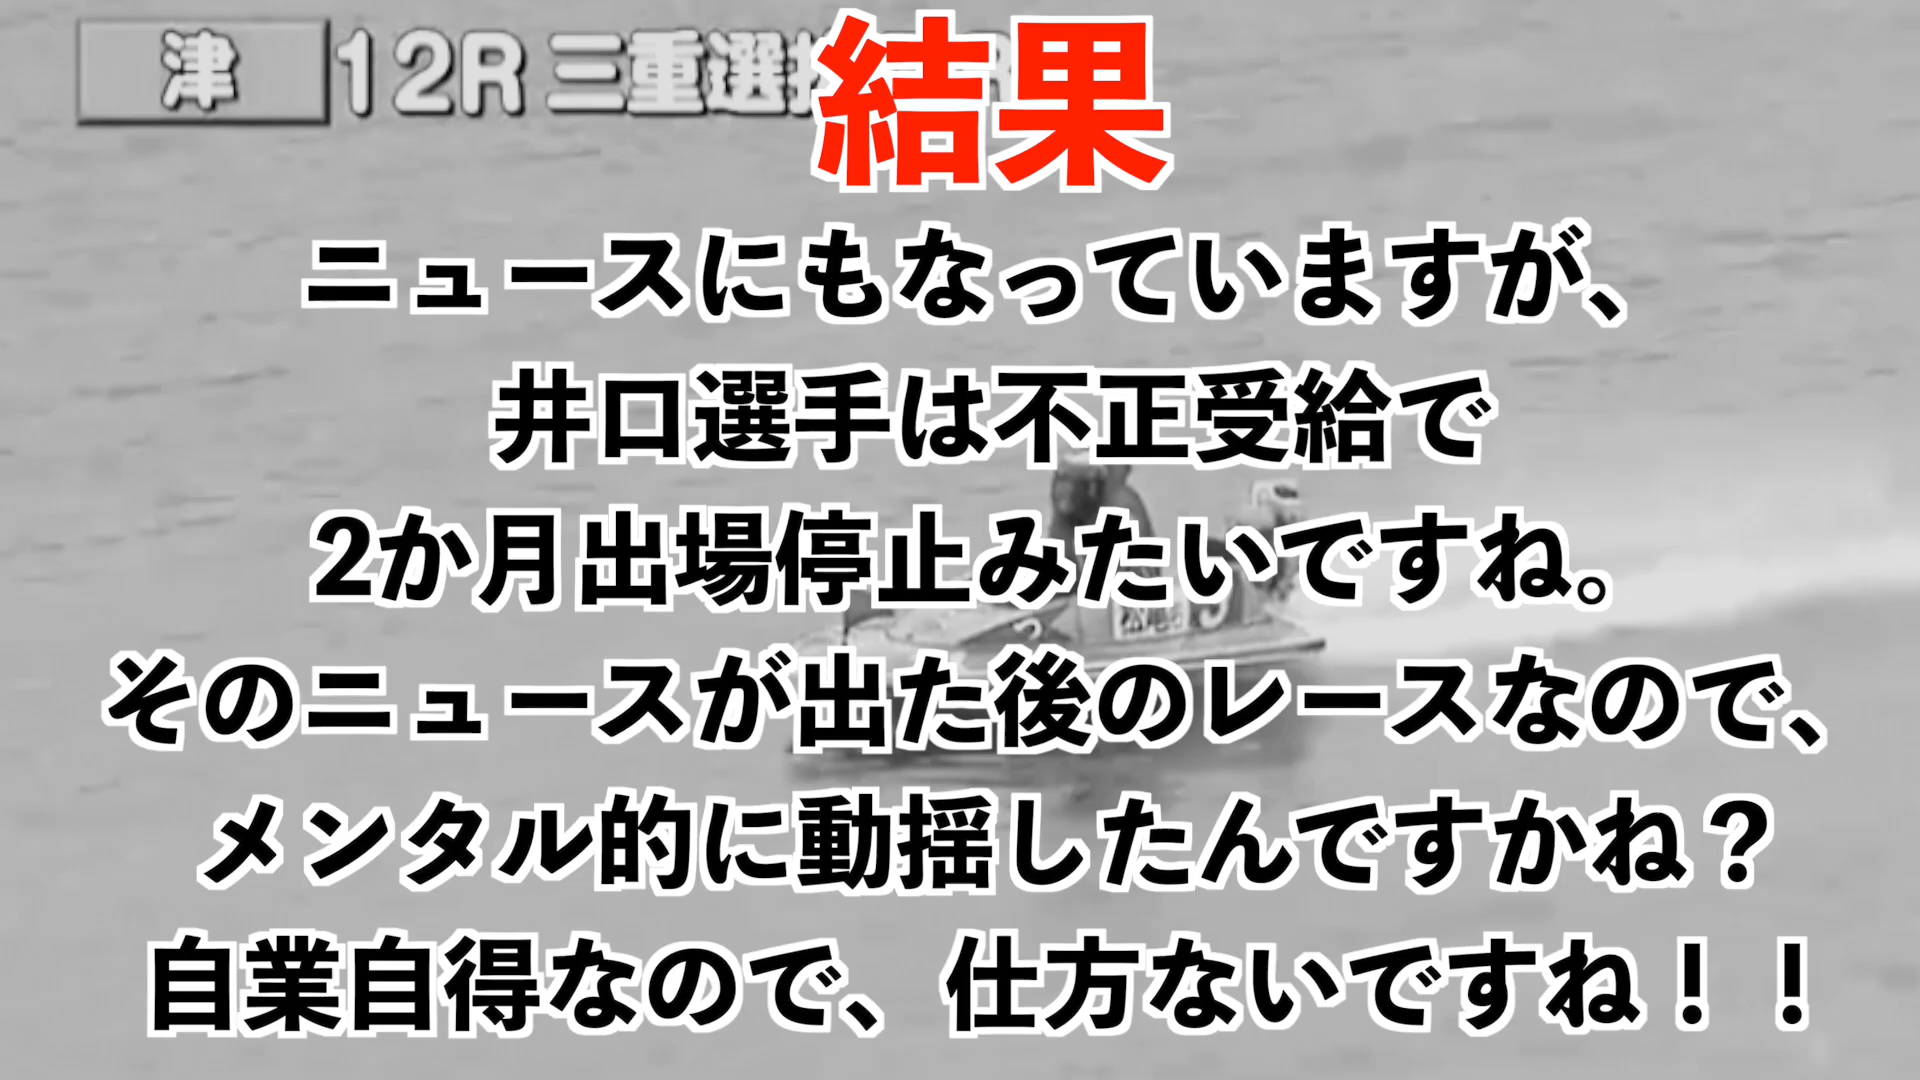 津 12R 三重選抜
結果
ニュースにもなっていますが、
井口選手は不正受給で
2か月出場停止みたいですね。
そのニュースが出た後のレースなので、
メンタル的に動揺したんですかね？
自業自得なので、仕方ないですね！！